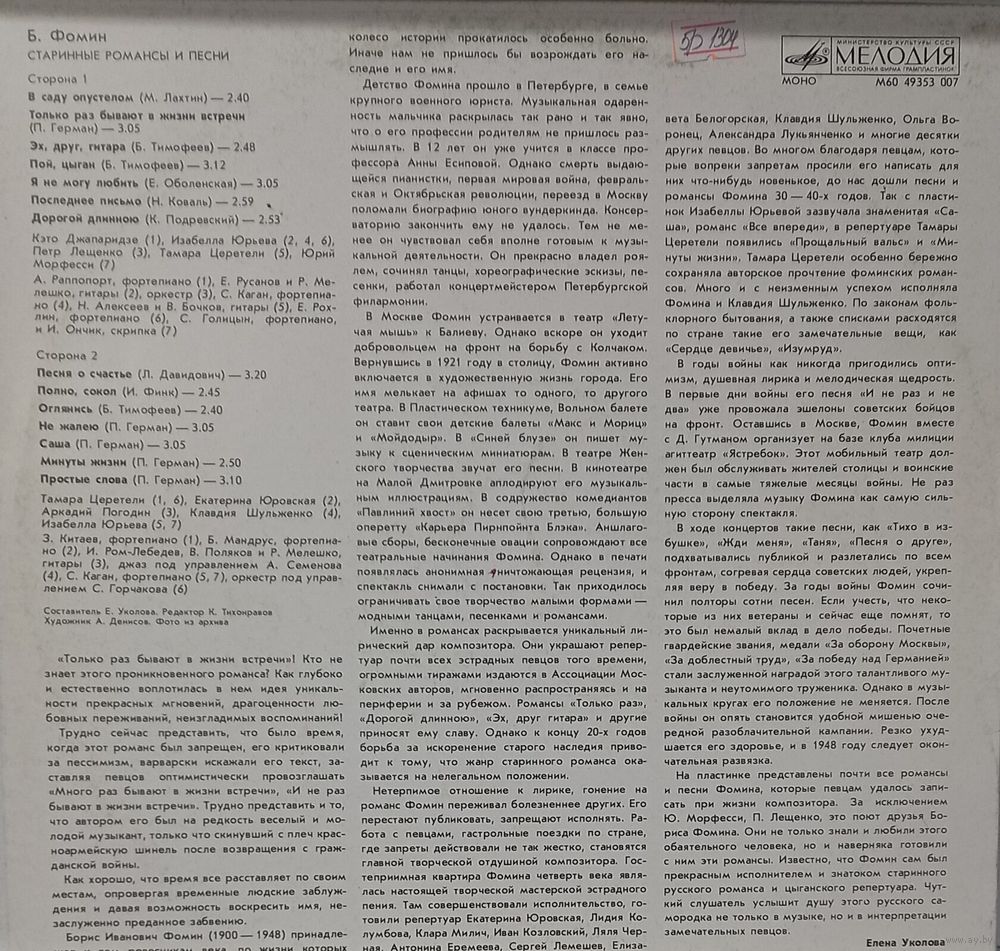 Б. Фомин
СТАРИННЫЕ РОМАНСЫ И ПЕСНИ
Сторона 1
В саду опустелом (М. Лахтин) — 2.40
Только раз бывают в жизни встречи
(П. Герман) — 3.05
Эх, друг, гитара (Б. Тимофеев) — 2.48
Пой, цыган (Б. Тимофеев) — 3.12
Я не могу любить (Е. Оболенская) — 3.05
Последнее письмо (Н. Коваль) — 2.59
Дорогой длинною (К. Подревский) — 2.53
Кэто Джапаридзе (1), Изабелла Юрьева (2, 4, 6),
Петр Лещенко (3), Тамара Церетели (5), Юрий
Морфесси (7)
А. Раппопорт, фортепиано (1), Е. Русанов и Р. Ме-
лешко, гитары (2), оркестр (3), С. Каган, фортепиа-
но (4), Н. Алексеев и В. Бочков, гитары (5), Е. Рох-
лин, фортепиано (6), С. Голицын, фортепиано,
и И. Ончик, скрипка (7)
Сторона 2
Песня о счастье (Л. Давидович) — 3.20
Полно, сокол (И. Финк) — 2.45
Оглянись (Б. Тимофеев) — 2.40
Не жалею (П. Герман) — 3.05
Саша (П. Герман) — 3.05
Минуты жизни (П. Герман) — 2.50
Простые слова (П. Герман) — 3.10
Тамара Церетели (1, 6), Екатерина Юровская (2),
Аркадий Погодин (3), Клавдия Шульженко (4),
Изабелла Юрьева (5, 7)
З. Китаев, фортепиано (1), Б. Мандрус, фортепиа-
но (2), И. Ром-Лебедев, В. Поляков и Р. Мелешко,
гитары (3), джаз под управлением А. Семенова
(4), С. Каган, фортепиано (5, 7), оркестр под управ-
лением С. Горчакова (6)
Составитель Е. Уколова. Редактор К. Тихонравов
Художник А. Денисов. Фото из архива
«Только раз бывают в жизни встречи»! Кто не
знает этого проникновенного романса? Как глубоко
и естественно воплотилась в нем идея уникаль-
ности прекрасных мгновений, драгоценности лю-
бовных переживаний, неизгладимых воспоминаний!
Трудно сейчас представить, что было время,
когда этот романс был запрещен, его критиковали
за пессимизм, варварски искажали его текст, за-
ставляя певцов оптимистически провозглашать
«Много раз бывают в жизни встречи», «И не раз
бывают в жизни встречи». Трудно представить и то,
что автором его был на редкость веселый и мо-
лодой музыкант, только что скинувший с плеч крас-
ноармейскую шинель после возвращения с граж-
данской войны.
Как хорошо, что время все расставляет по своим
местам, опровергая временные людские заблуж-
дения и давая возможность воскресить имя, не-
заслуженно преданное забвению.
Борис Иванович Фомин (1900—1948) принадле-
колесо истории прокатилось особенно больно.
Иначе нам не пришлось бы возрождать его на-
следие и его имя.
Детство Фомина прошло в Петербурге, в семье
крупного военного юриста. Музыкальная одарен-
ность мальчика раскрылась так рано и так явно,
что о его профессии родителям не пришлось раз-
мышлять. В 12 лет он уже учится в классе про-
фессора Анны Есиповой. Однако смерть выдаю-
щейся пианистки, первая мировая война, февраль-
ская и Октябрьская революции, переезд в Москву
поломали биографию юного вундеркинда. Консер-
ваторию закончить ему не удалось. Тем не ме-
нее он чувствовал себя вполне готовым к музы-
кальной деятельности. Он прекрасно владел роя-
лем, сочинял танцы, хореографические эскизы, пе-
сенки, работал концертмейстером Петербургской
филармонии.
В Москве Фомин устраивается в театр «Лету-
чая мышь» к Балиеву. Однако вскоре он уходит
добровольцем на фронт на борьбу с Колчаком.
Вернувшись в 1921 году в столицу, Фомин активно
включается в художественную жизнь города. Его
имя мелькает на афишах то одного, то другого
театра. В Пластическом техникуме, Вольном балете
он ставит свои детские балеты «Макс и Мориц»
и «Мойдодыр». В «Синей блузе» он пишет му-
зыку к сценическим миниатюрам. В театре Жен-
ского творчества звучат его песни. В кинотеатре
на Малой Дмитровке аплодируют его музыкаль-
ным иллюстрациям. В содружество комедиантов
«Павлиний хвост» он несет свою третью, большую
оперетту «Карьера Пирнпойнта Блэка». Аншлаго-
вые сборы, бесконечные овации сопровождают все
театральные начинания Фомина. Однако в печати
появлялась анонимная уничтожающая рецензия, и
спектакль снимали с постановки. Так приходилось
ограничивать свое творчество малыми формами —
модными танцами, песенками и романсами.
Именно в романсах раскрывается уникальный ли-
рический дар композитора. Они украшают репер-
туар почти всех эстрадных певцов того времени,
огромными тиражами издаются в Ассоциации Мос-
ковских авторов, мгновенно распространяясь и на
периферии и за рубежом. Романсы «Только раз»,
«Дорогой длинною», «Эх, друг гитара» и другие
приносят ему славу. Однако к концу 20-х годов
борьба за искоренение старого наследия приво-
дит к тому, что жанр старинного романса ока-
зывается на нелегальном положении.
Нетерпимое отношение к лирике, гонение на
романс Фомин переживал болезненнее других. Его
перестают публиковать, запрещают исполнять. Ра-
бота с певцами, гастрольные поездки по стране,
где запреты действовали не так жестко, становятся
главной творческой отдушиной композитора. Гос-
теприимная квартира Фомина четверть века явля-
лась настоящей творческой мастерской эстрадного
пения. Там совершенствовали исполнительство, го-
товили репертуар Екатерина Юровская, Лидия Ко-
лумбова, Клара Милич, Иван Козловский, Ляля Чер-
ная, Антонина Еремеева, Сергей Лемешев, Елиза-
б/р 1304
МИНИСТЕРСТВО КУЛЬТУРЫ СССР
МЕЛОДИЯ
ВСЕСОЮЗНАЯ ФИРМА ГРАМПЛАСТИНОК
МОНО М60 49353 007
вета Белогорская, Клавдия Шульженко, Ольга Во-
ронец, Александра Лукьянченко и многие десятки
других певцов. Во многом благодаря певцам, кото-
рые вопреки запретам просили его написать для
них что-нибудь новенькое, до нас дошли песни и
романсы Фомина 30—40-х годов. Так с пласти-
нок Изабеллы Юрьевой зазвучала знаменитая «Са-
ша», романс «Все впереди», в репертуаре Тамары
Церетели появились «Прощальный вальс» и «Ми-
нуты жизни». Тамара Церетели особенно бережно
сохраняла авторское прочтение фоминских роман-
сов. Много и с неизменным успехом исполняла
Фомина и Клавдия Шульженко. По законам фоль-
клорного бытования, а также списками расходятся
по стране такие его замечательные вещи, как
«Сердце девичье», «Изумруд».
В годы войны как никогда пригодились опти-
мизм, душевная лирика и мелодическая щедрость.
В первые дни войны его песня «И не раз и не
два» уже провожала эшелоны советских бойцов
на фронт. Оставшись в Москве, Фомин вместе
с Д. Гутманом организует на базе клуба милиции
агиттеатр «Ястребок». Этот мобильный театр дол-
жен был обслуживать жителей столицы и воинские
части в самые тяжелые месяцы войны. Не раз
пресса выделяла музыку Фомина как самую силь-
ную сторону спектакля.
В ходе концертов такие песни, как «Тихо в из-
бушке», «Жди меня», «Таня», «Песня о друге»,
подхватывались публикой и разлетались по всем
фронтам, согревая сердца советских людей, укреп-
ляя веру в победу. За годы войны Фомин сочи-
нил полторы сотни песен. Если учесть, что неко-
торые из них ветераны и сейчас еще помнят, то
это был немалый вклад в дело победы. Почетные
гвардейские звания, медали «За оборону Москвы»,
«За доблестный труд», «За победу над Германией»
стали заслуженной наградой этого талантливого му-
зыканта и неутомимого труженика. Однако в музы-
кальных кругах его положение не меняется. После
войны он опять становится удобной мишенью оче-
редной разоблачительной кампании. Резко ухуд-
шается его здоровье, и в 1948 году следует окон-
чательная развязка.
На пластинке представлены почти все романсы
и песни Фомина, которые певцам удалось запи-
сать при жизни композитора. За исключением
Ю. Морфесси, П. Лещенко, это поют друзья Бо-
риса Фомина. Они не только знали и любили этого
обаятельного человека, но и наверняка готовили
с ним эти романсы. Известно, что Фомин сам был
прекрасным исполнителем и знатоком старинного
русского романса и цыганского репертуара. Чут-
кий слушатель услышит душу этого русского са-
мородка не только в музыке, но и в интерпретации
замечательных певцов.
Елена Уколова
www.ay.by